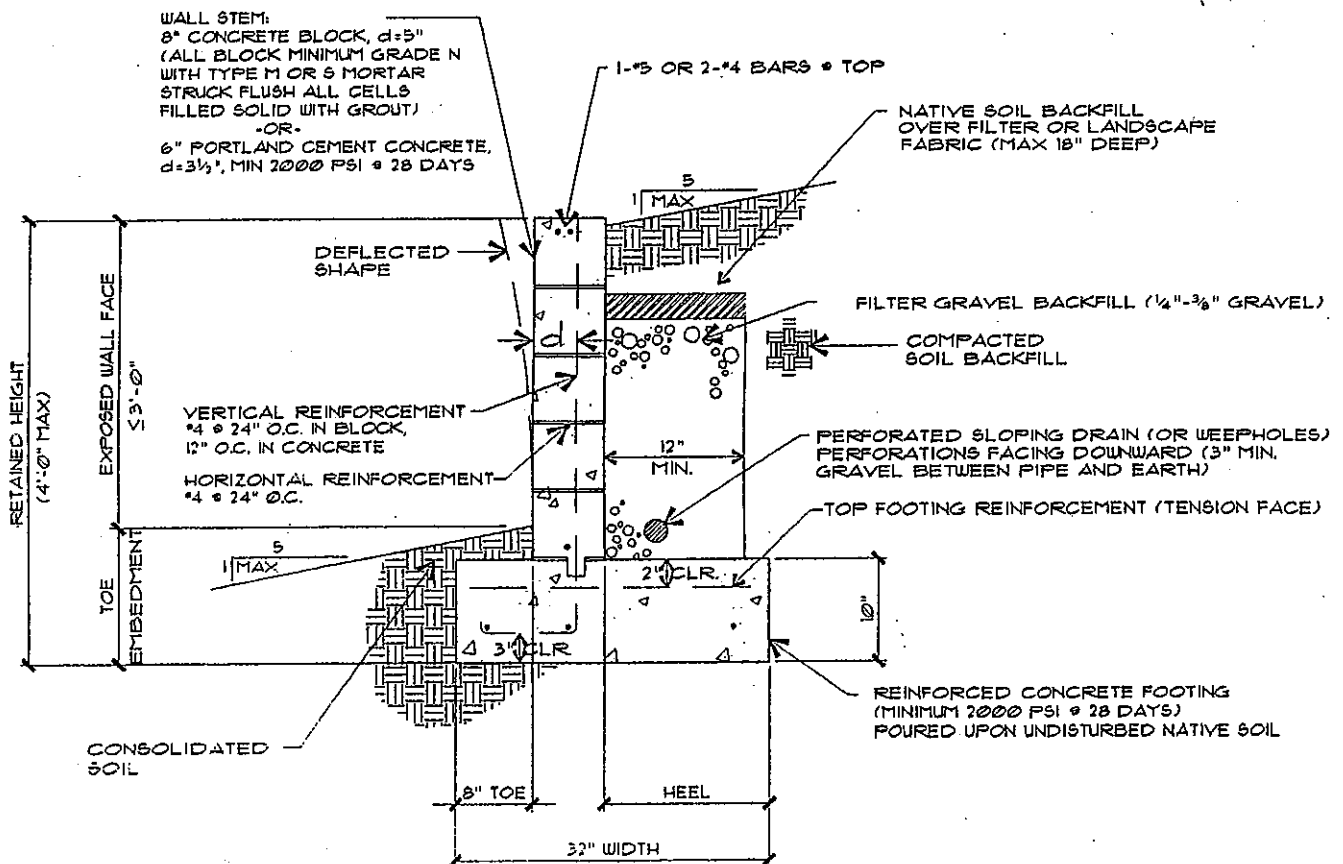 WALL STEM:
8" CONCRETE BLOCK, d=5"
(ALL BLOCK MINIMUM GRADE N
WITH TYPE M OR S MORTAR
STRUCK FLUSH ALL CELLS
FILLED SOLID WITH GROUT)
-OR-
6" PORTLAND CEMENT CONCRETE,
d=3½", MIN 2000 PSI @ 28 DAYS
1-#5 OR 2-#4 BARS @ TOP
NATIVE SOIL BACKFILL
OVER FILTER OR LANDSCAPE
FABRIC (MAX 18" DEEP)
5
1
MAX
DEFLECTED
SHAPE
FILTER GRAVEL BACKFILL (¼"-⅜" GRAVEL)
COMPACTED
SOIL BACKFILL
d
RETAINED HEIGHT
(4'-0" MAX)
EXPOSED WALL FACE
≤3'-0"
VERTICAL REINFORCEMENT
#4 @ 24" O.C. IN BLOCK,
12" O.C. IN CONCRETE
HORIZONTAL REINFORCEMENT
#4 @ 24" O.C.
12"
MIN.
PERFORATED SLOPING DRAIN (OR WEEPHOLES)
PERFORATIONS FACING DOWNWARD (3" MIN.
GRAVEL BETWEEN PIPE AND EARTH)
TOP FOOTING REINFORCEMENT (TENSION FACE)
5
1
MAX
TOE
EMBEDMENT
2" CLR.
3" CLR
10"
REINFORCED CONCRETE FOOTING
(MINIMUM 2000 PSI @ 28 DAYS)
POURED UPON UNDISTURBED NATIVE SOIL
CONSOLIDATED
SOIL
8" TOE
HEEL
32" WIDTH